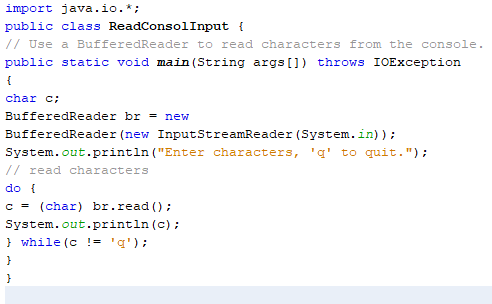 import java.io.*;
public class ReadConsolInput {
// Use a BufferedReader to read characters from the console.
public static void main(String args[]) throws IOException
{
char c;
BufferedReader br = new
BufferedReader(new InputStreamReader(System.in));
System.out.println("Enter characters, 'q' to quit.");
// read characters
do {
c = (char) br.read();
System.out.println(c);
} while(c != 'q');
}
}